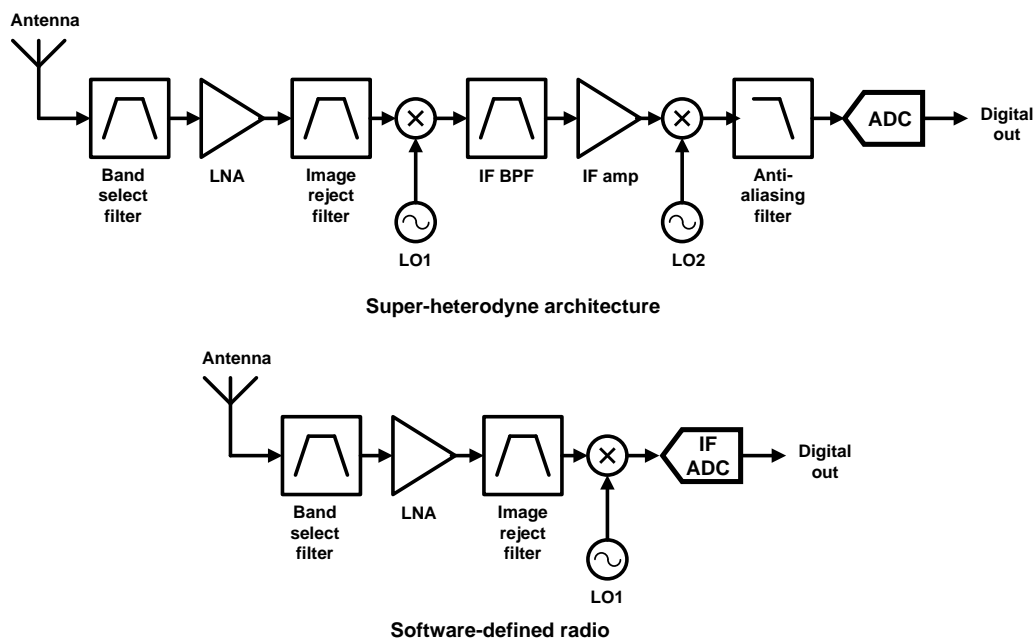 Antenna
ADC
Digital
out
Band
select
filter
LNA
Image
reject
filter
IF BPF
IF amp
Anti-
aliasing
filter
LO1
LO2
Super-heterodyne architecture
Antenna
IF
ADC
Digital
out
Band
select
filter
LNA
Image
reject
filter
LO1
Software-defined radio